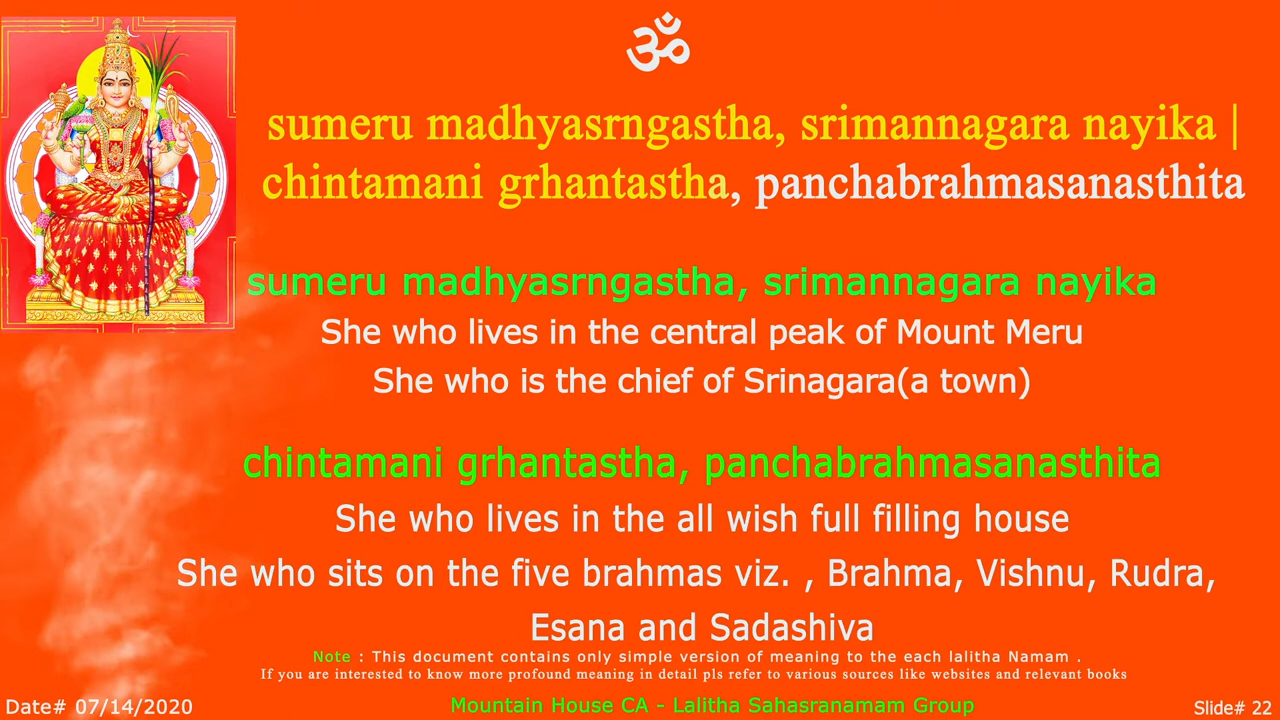 ॐ
sumeru madhyasrngastha, srimannagara nayika |
chintamani grhantastha, panchabrahmasanasthita
sumeru madhyasrngastha, srimannagara nayika
She who lives in the central peak of Mount Meru
She who is the chief of Srinagara(a town)
chintamani grhantastha, panchabrahmasanasthita
She who lives in the all wish full filling house
She who sits on the five brahmas viz. , Brahma, Vishnu, Rudra,
Esana and Sadashiva
Note : This document contains only simple version of meaning to the each lalitha Namam .
If you are interested to know more profound meaning in detail pls refer to various sources like websites and relevant books
Date# 07/14/2020
Mountain House CA - Lalitha Sahasranamam Group
Slide# 22